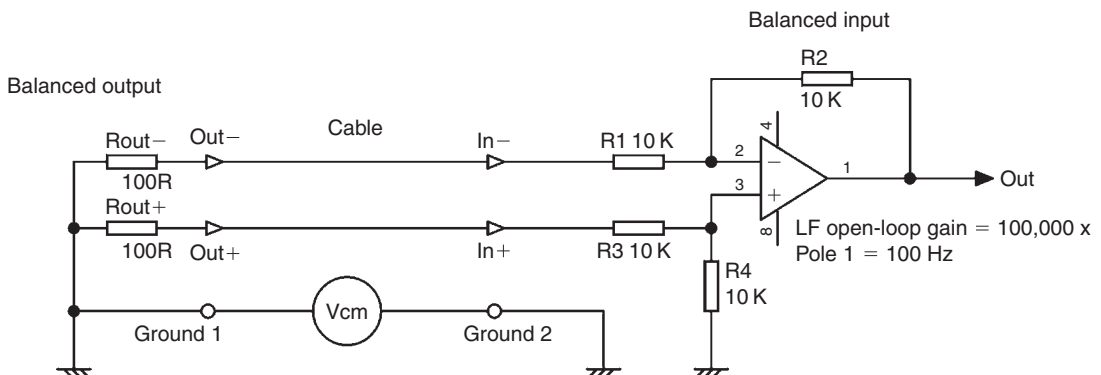 Balanced input
R2
10 K
Balanced output
Rout−
Out−
Cable
In−
R1 10 K
100R
Rout+
100R
Out+
In+
R3 10 K
4
2
−
3
+
8
1
Out
LF open-loop gain = 100,000 x
Pole 1 = 100 Hz
R4
10 K
Vcm
Ground 1
Ground 2